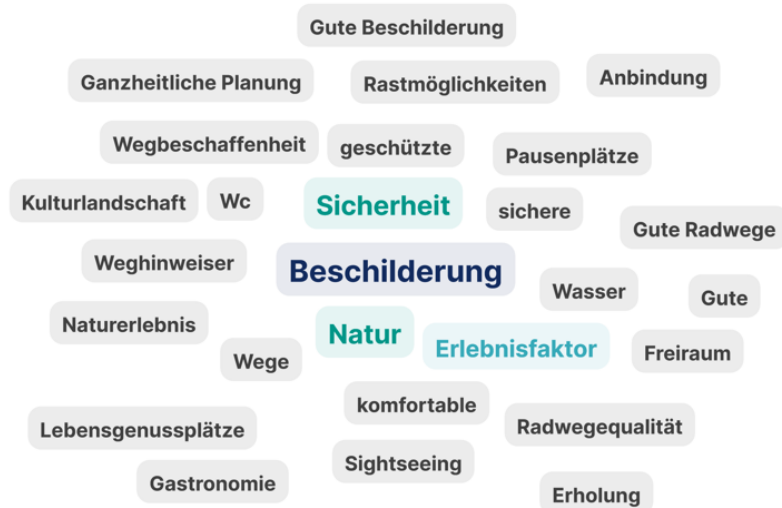 Gute Beschilderung
Ganzheitliche Planung
Rastmöglichkeiten
Anbindung
Wegbeschaffenheit
geschützte
Pausenplätze
Kulturlandschaft
Wc
Sicherheit
sichere
Gute Radwege
Weghinweiser
Beschilderung
Wasser
Gute
Naturerlebnis
Natur
Erlebnisfaktor
Freiraum
Wege
komfortable
Lebensgenussplätze
Radwegequalität
Sightseeing
Gastronomie
Erholung